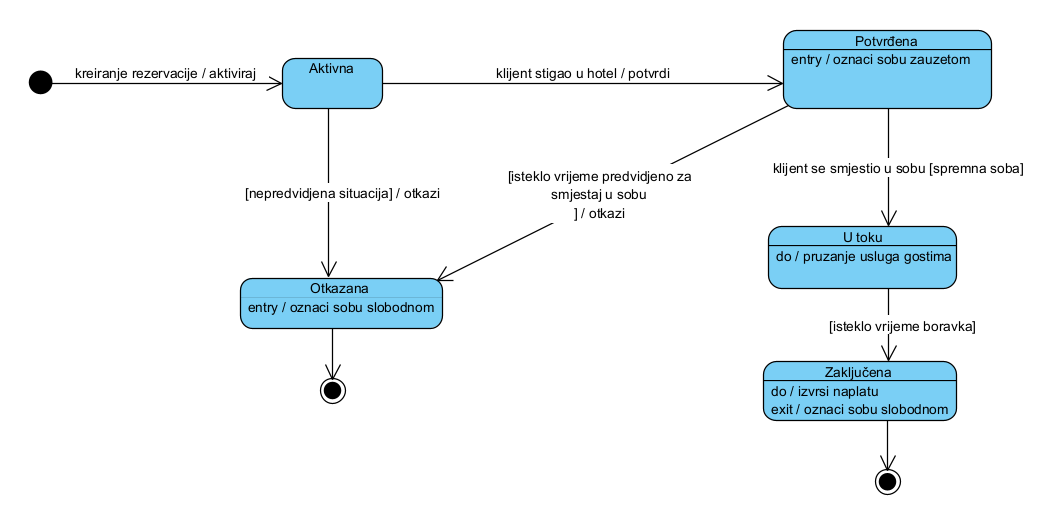 kreiranje rezervacije / aktiviraj
Aktivna
klijent stigao u hotel / potvrdi
Potvrđena
entry / oznaci sobu zauzetom
[nepredvidjena situacija] / otkazi
[isteklo vrijeme predvidjeno za
smjestaj u sobu
] / otkazi
klijent se smjestio u sobu [spremna soba]
U toku
do / pruzanje usluga gostima
Otkazana
entry / oznaci sobu slobodnom
[isteklo vrijeme boravka]
Zaključena
do / izvrsi naplatu
exit / oznaci sobu slobodnom